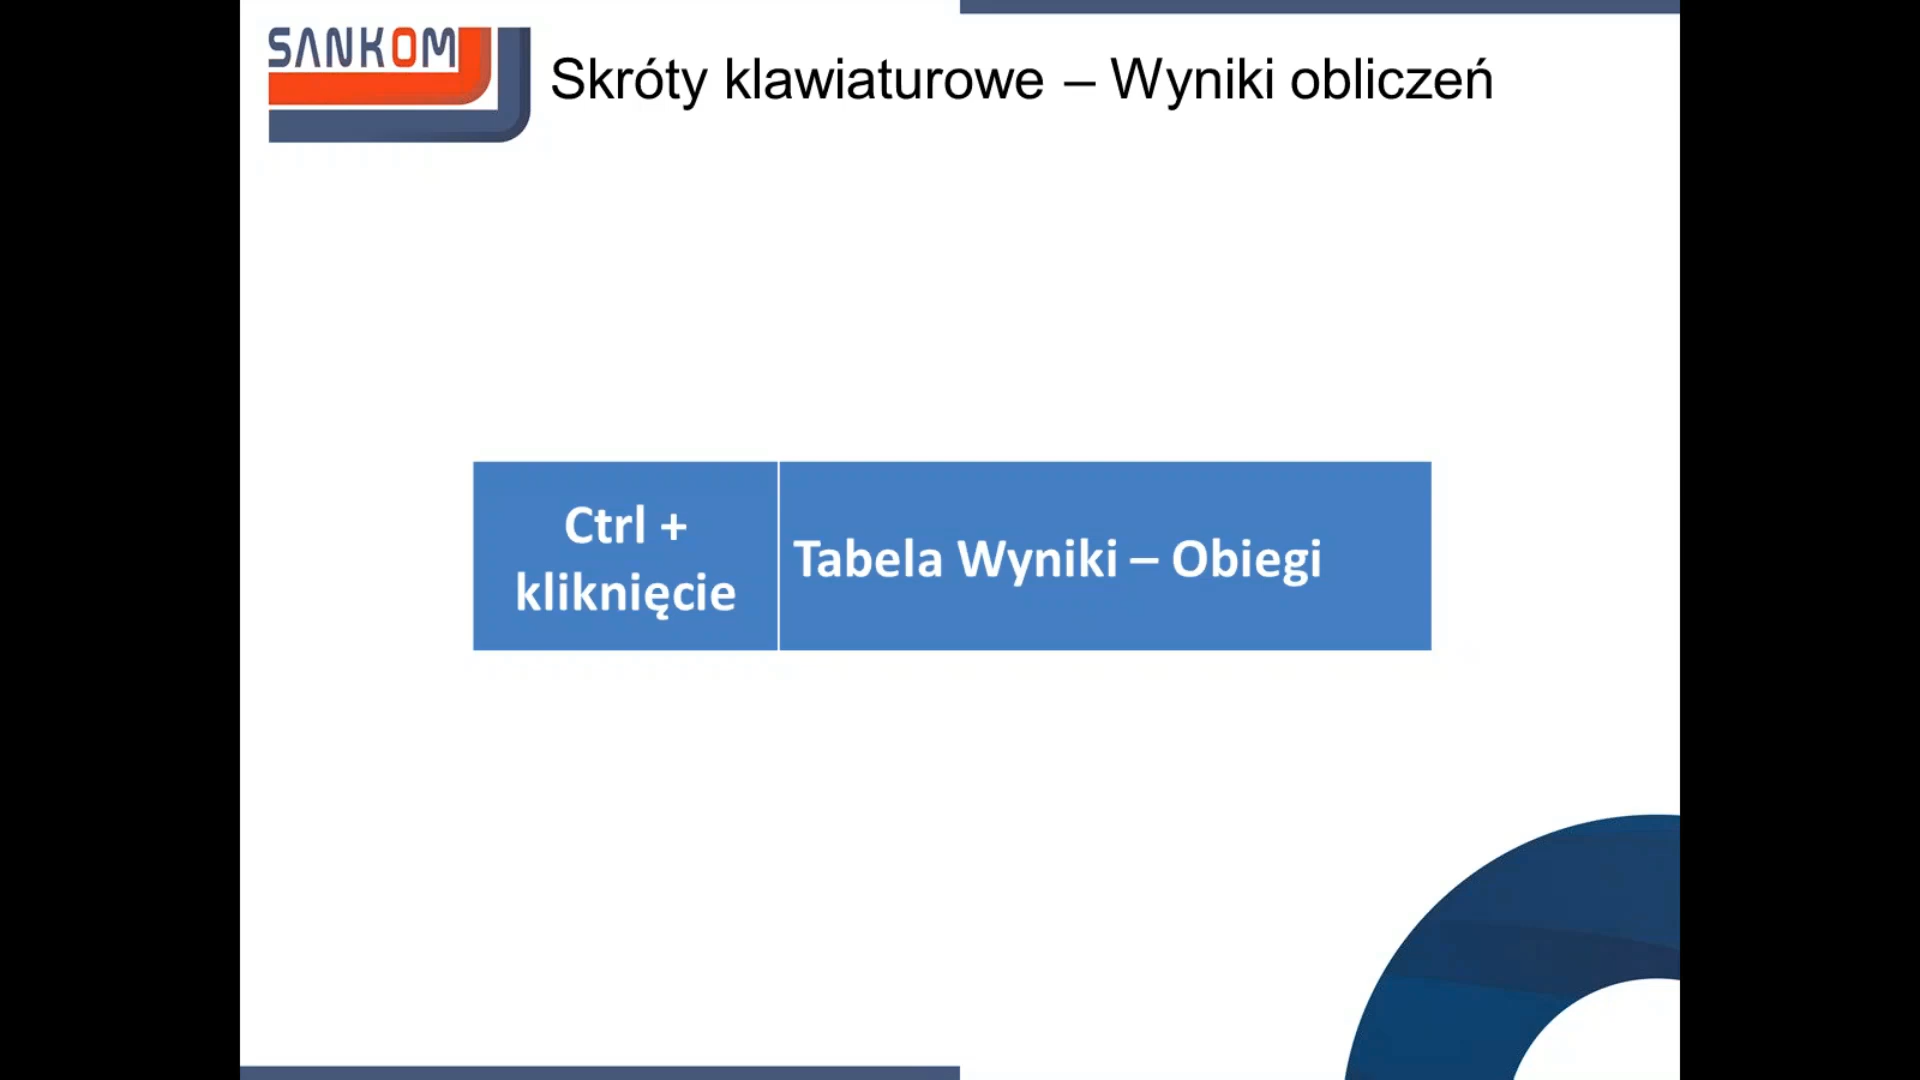 SANKOM
Skróty klawiaturowe – Wyniki obliczeń
Ctrl +
kliknięcie
Tabela Wyniki – Obiegi